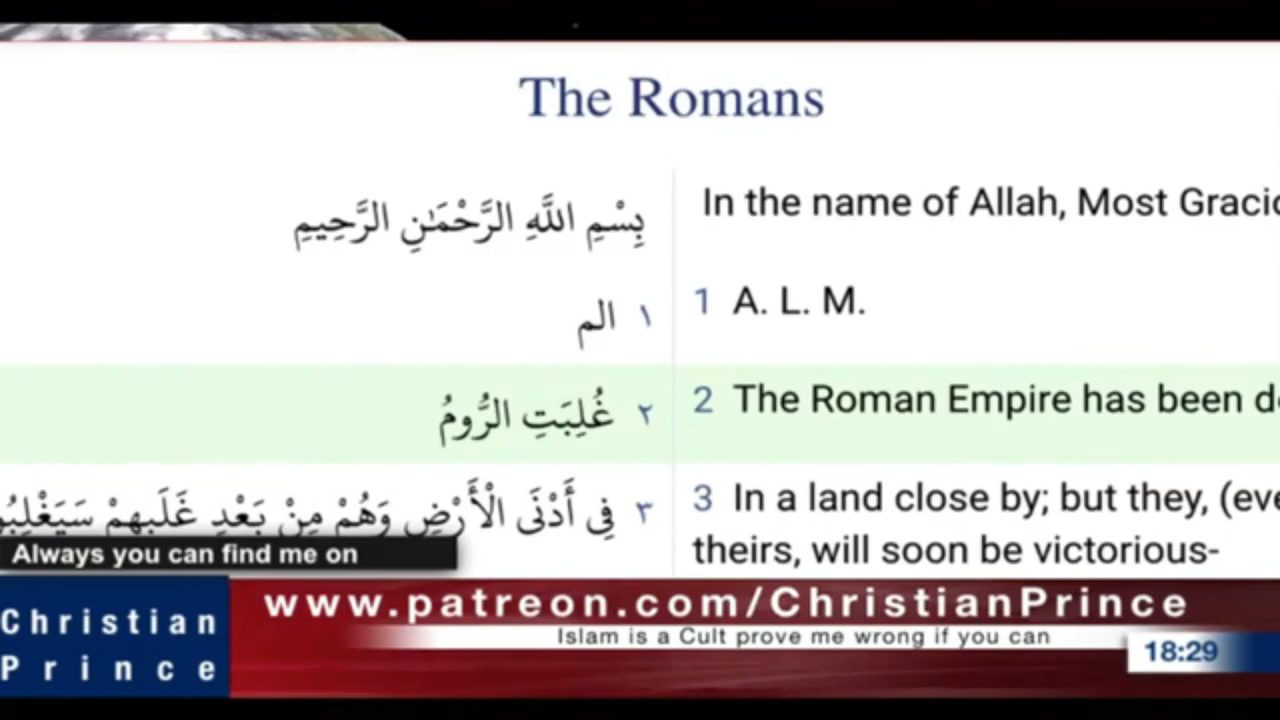 The Romans
بِسْمِ اللَّهِ الرَّحْمَٰنِ الرَّحِيمِ
In the name of Allah, Most Gracio
١ الم
1 A. L. M.
٢ غُلِبَتِ الرُّومُ
2 The Roman Empire has been de
٣ فِي أَدْنَى الْأَرْضِ وَهُمْ مِنْ بَعْدِ غَلَبِهِمْ سَيَغْلِبُو
3 In a land close by; but they, (eve
theirs, will soon be victorious-
Always you can find me on
Christian
Prince
www.patreon.com/ChristianPrince
Islam is a Cult prove me wrong if you can
18:29